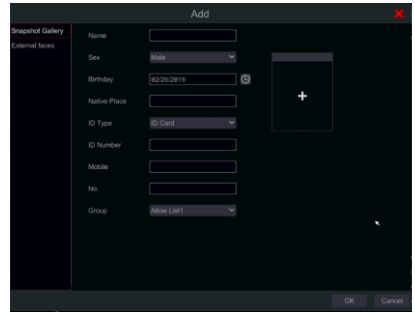 Add
Snapshot Gallery
External faces
Name
Sex Male
Birthday 02/26/2019
Native Place
ID Type ID Card
ID Number
Mobile
No.
Group Allow List1
OK Cancel